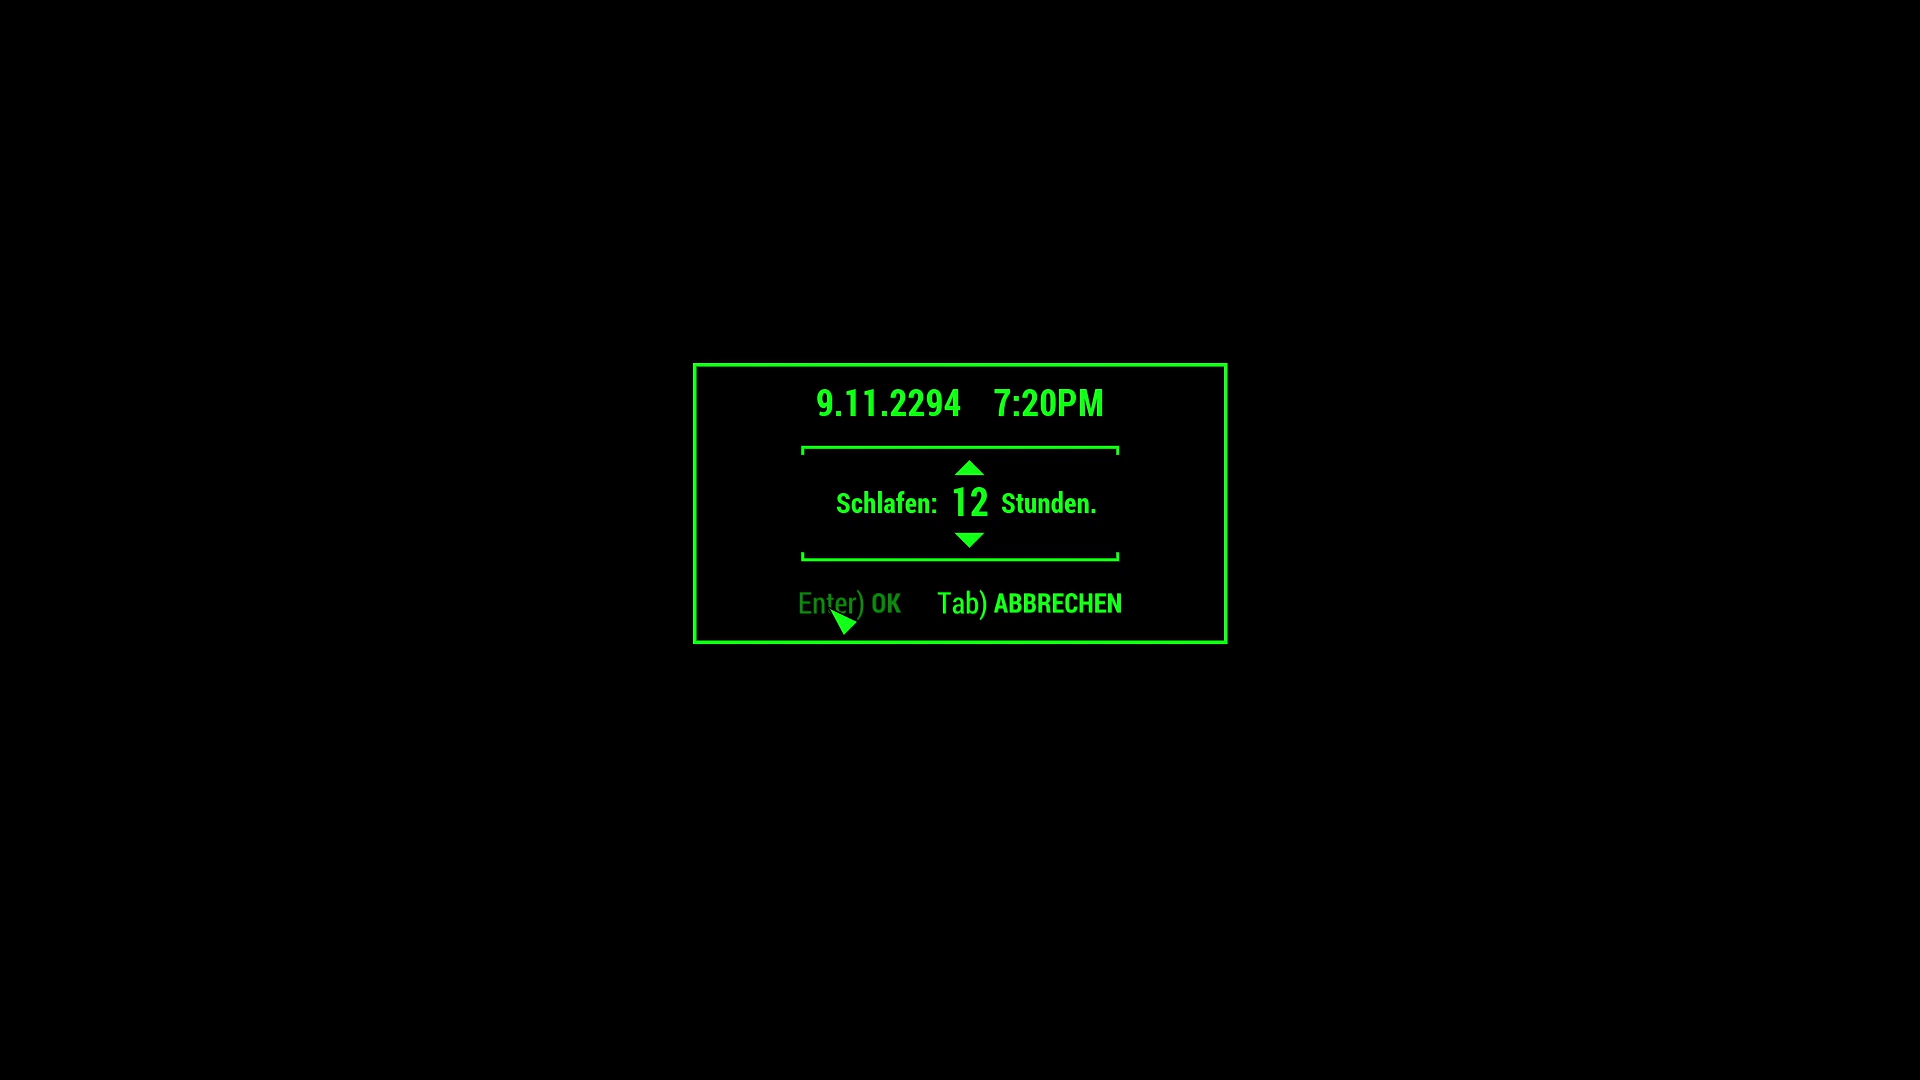 9.11.2294 7:20PM
Schlafen: 12 Stunden.
Enter) OK Tab) ABBRECHEN